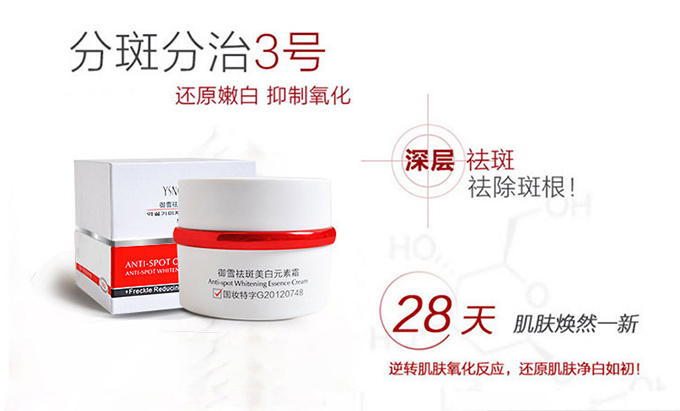 分斑分治3号
还原嫩白 抑制氧化
深层 祛斑
祛除斑根!
御雪祛斑美白元素霜
Anti-spot Whitening Essence Cream
国妆特字G20120748
ANTI-SPOT
ANTI-SPOT WHITEN
+Freckle Reducing
28天 肌肤焕然一新
逆转肌肤氧化反应，还原肌肤净白如初!
HO
OH